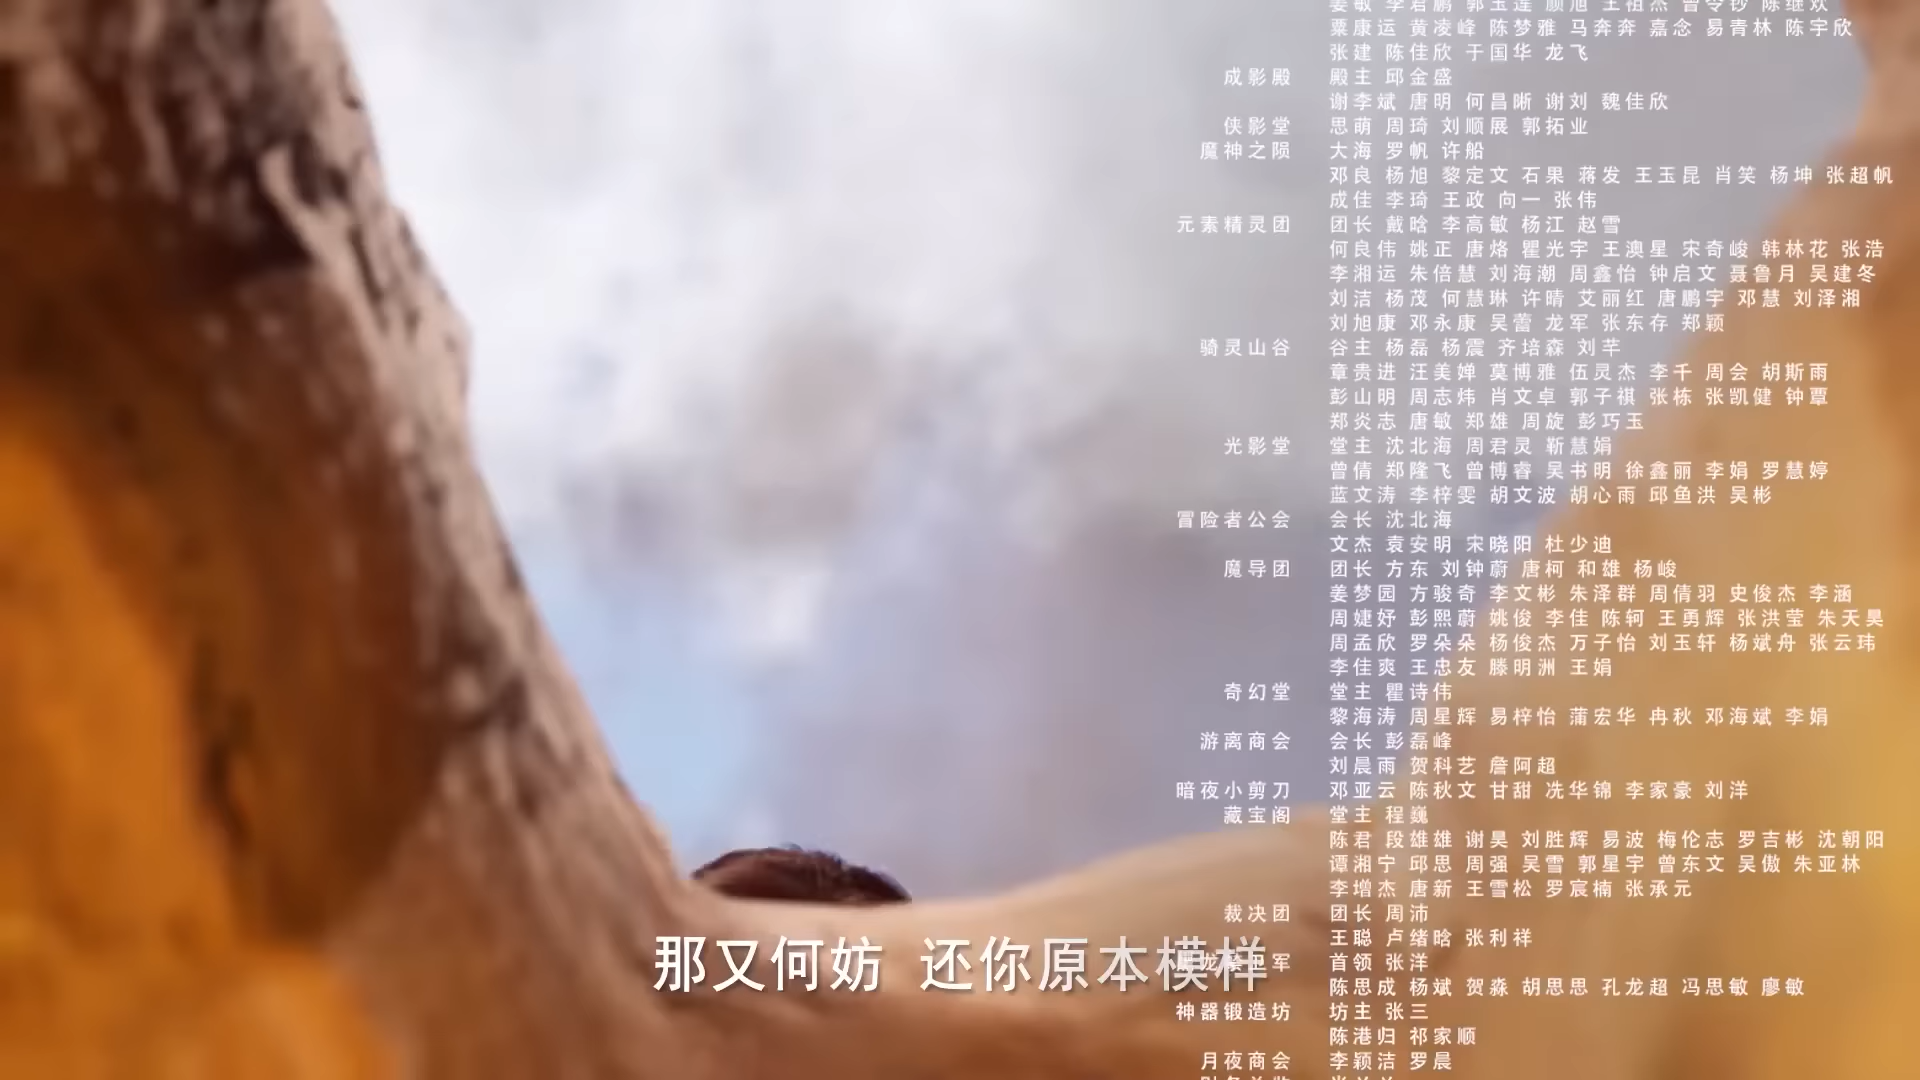 姜敏 李君鹏 郭玉莲 颜旭 王祖杰 曾令钞 陈继欢
粟康运 黄凌峰 陈梦雅 马奔奔 嘉念 易青林 陈宇欣
张建 陈佳欣 于国华 龙飞
成影殿 殿主 邱金盛
谢李斌 唐明 何昌晰 谢刘 魏佳欣
侠影堂 思萌 周琦 刘顺展 郭拓业
魔神之陨 大海 罗帆 许船
邓良 杨旭 黎定文 石果 蒋发 王玉昆 肖笑 杨坤 张超帆
成佳 李琦 王政 向一 张伟
元素精灵团 团长 戴晗 李高敏 杨江 赵雪
何良伟 姚正 唐烙 瞿光宇 王澳星 宋奇峻 韩林花 张浩
李湘运 朱倍慧 刘海潮 周鑫怡 钟启文 聂鲁月 吴建冬
刘洁 杨茂 何慧琳 许晴 艾丽红 唐鹏宇 邓慧 刘泽湘
刘旭康 邓永康 吴蕾 龙军 张东存 郑颖
骑灵山谷 谷主 杨磊 杨震 齐培森 刘芊
章贵进 汪美婵 莫博雅 伍灵杰 李千 周会 胡斯雨
彭山明 周志炜 肖文卓 郭子祺 张栋 张凯健 钟覃
郑炎志 唐敏 郑雄 周旋 彭巧玉
光影堂 堂主 沈北海 周君灵 靳慧娟
曾倩 郑隆飞 曾博睿 吴书明 徐鑫丽 李娟 罗慧婷
蓝文涛 李梓雯 胡文波 胡心雨 邱鱼洪 吴彬
冒险者公会 会长 沈北海
文杰 袁安明 宋晓阳 杜少迪
魔导团 团长 方东 刘钟蔚 唐柯 和雄 杨峻
姜梦园 方骏奇 李文彬 朱泽群 周倩羽 史俊杰 李涵
周婕妤 彭熙蔚 姚俊 李佳 陈轲 王勇辉 张洪莹 朱天昊
周孟欣 罗朵朵 杨俊杰 万子怡 刘玉轩 杨斌舟 张云玮
李佳爽 王忠友 滕明洲 王娟
奇幻堂 堂主 瞿诗伟
黎海涛 周星辉 易梓怡 蒲宏华 冉秋 邓海斌 李娟
游离商会 会长 彭磊峰
刘晨雨 贺科艺 詹阿超
暗夜小剪刀 邓亚云 陈秋文 甘甜 冼华锦 李家豪 刘洋
藏宝阁 堂主 程巍
陈君 段雄雄 谢昊 刘胜辉 易波 梅伦志 罗吉彬 沈朝阳
谭湘宁 邱思 周强 吴雪 郭星宇 曾东文 吴傲 朱亚林
李增杰 唐新 王雪松 罗宸楠 张承元
裁决团 团长 周沛
王聪 卢绪晗 张利祥
军 首领 张洋
那又何妨 还你原本模样
陈思成 杨斌 贺淼 胡思思 孔龙超 冯思敏 廖敏
神器锻造坊 坊主 张三
陈港归 祁家顺
月夜商会 李颖洁 罗晨